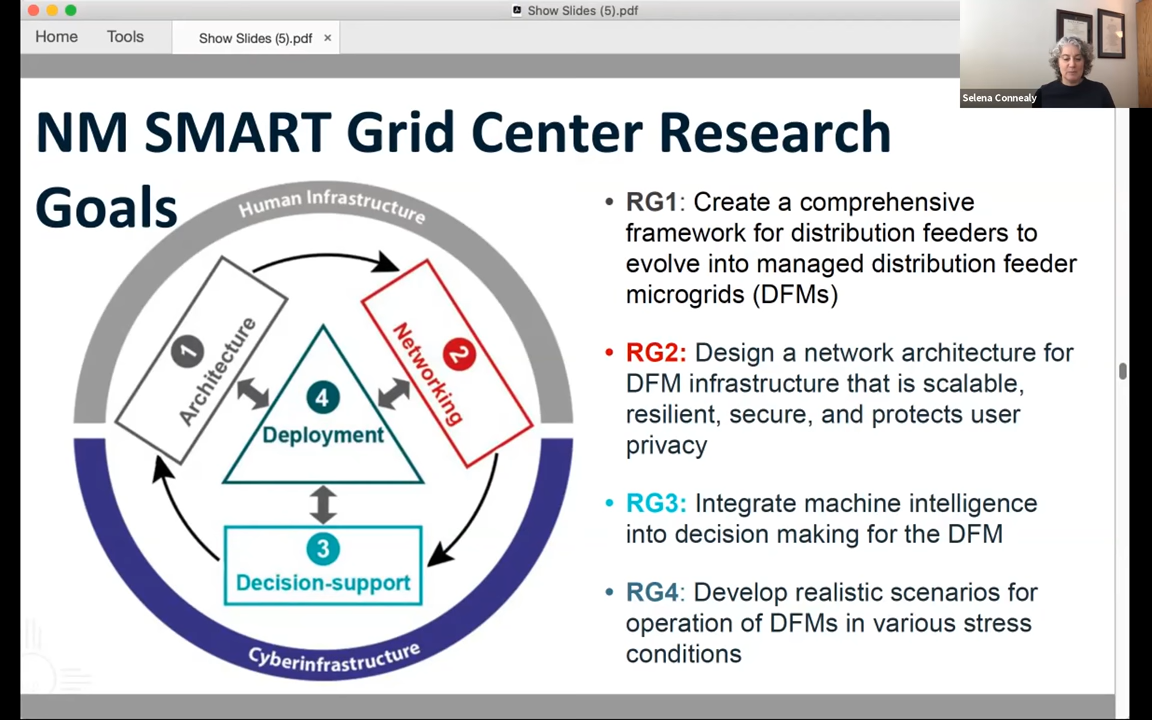 Show Slides (5).pdf
Home
Tools
Show Slides (5).pdf ×
Selena Connealy
NM SMART Grid Center Research
Goals
Human Infrastructure
1
Architecture
2
Networking
4
Deployment
3
Decision-support
Cyberinfrastructure
• RG1: Create a comprehensive
framework for distribution feeders to
evolve into managed distribution feeder
microgrids (DFMs)
• RG2: Design a network architecture for
DFM infrastructure that is scalable,
resilient, secure, and protects user
privacy
• RG3: Integrate machine intelligence
into decision making for the DFM
• RG4: Develop realistic scenarios for
operation of DFMs in various stress
conditions